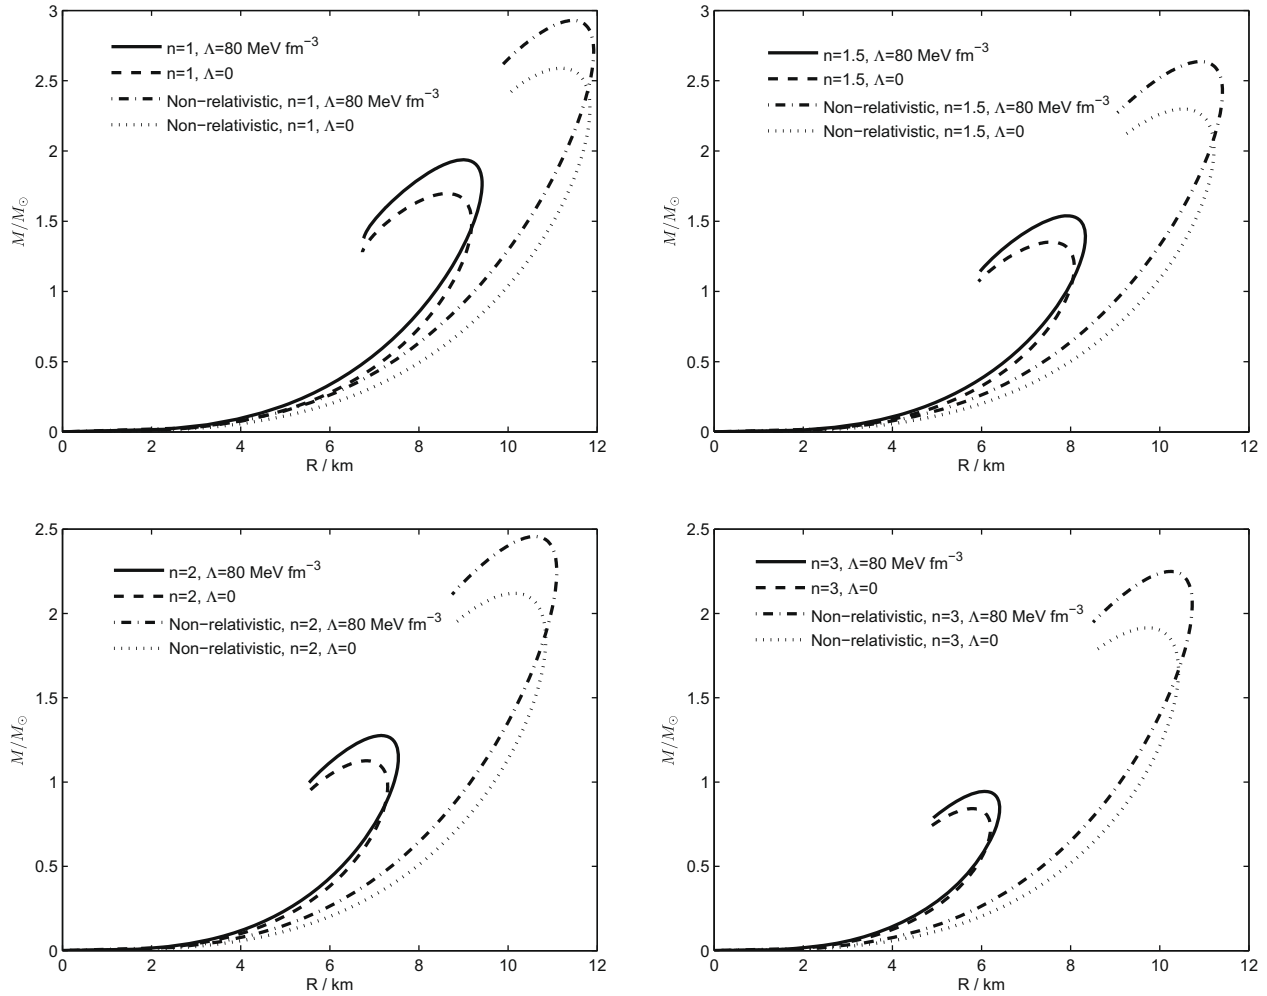 3
2.5
2
1.5
1
0.5
0
M/M☉
n=1, Λ=80 MeV fm⁻³
n=1, Λ=0
Non−relativistic, n=1, Λ=80 MeV fm⁻³
Non−relativistic, n=1, Λ=0
0 2 4 6 8 10 12
R / km
3
2.5
2
1.5
1
0.5
0
M/M☉
n=1.5, Λ=80 MeV fm⁻³
n=1.5, Λ=0
Non−relativistic, n=1.5, Λ=80 MeV fm⁻³
Non−relativistic, n=1.5, Λ=0
0 2 4 6 8 10 12
R / km
2.5
2
1.5
1
0.5
0
M/M☉
n=2, Λ=80 MeV fm⁻³
n=2, Λ=0
Non−relativistic, n=2, Λ=80 MeV fm⁻³
Non−relativistic, n=2, Λ=0
0 2 4 6 8 10 12
R / km
2.5
2
1.5
1
0.5
0
M/M☉
n=3, Λ=80 MeV fm⁻³
n=3, Λ=0
Non−relativistic, n=3, Λ=80 MeV fm⁻³
Non−relativistic, n=3, Λ=0
0 2 4 6 8 10 12
R / km